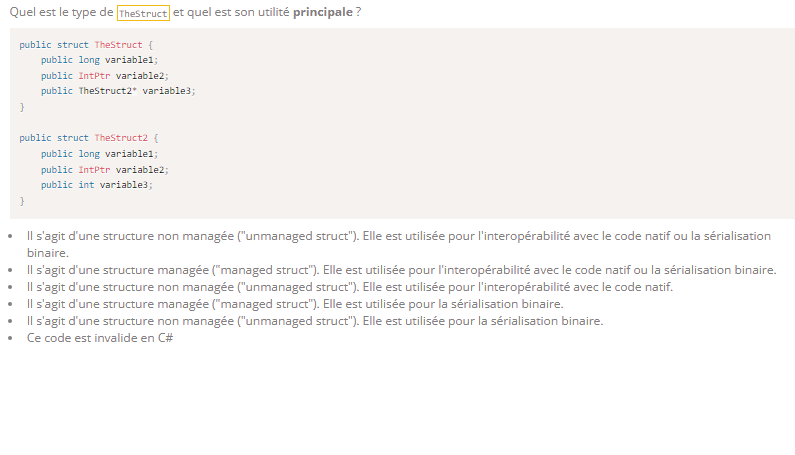 Quel est le type de TheStruct et quel est son utilité principale ?
public struct TheStruct {
public long variable1;
public IntPtr variable2;
public TheStruct2* variable3;
}
public struct TheStruct2 {
public long variable1;
public IntPtr variable2;
public int variable3;
}
• Il s'agit d'une structure non managée ("unmanaged struct"). Elle est utilisée pour l'interopérabilité avec le code natif ou la sérialisation
binaire.
• Il s'agit d'une structure managée ("managed struct"). Elle est utilisée pour l'interopérabilité avec le code natif ou la sérialisation binaire.
• Il s'agit d'une structure non managée ("unmanaged struct"). Elle est utilisée pour l'interopérabilité avec le code natif.
• Il s'agit d'une structure managée ("managed struct"). Elle est utilisée pour la sérialisation binaire.
• Il s'agit d'une structure non managée ("unmanaged struct"). Elle est utilisée pour la sérialisation binaire.
• Ce code est invalide en C#